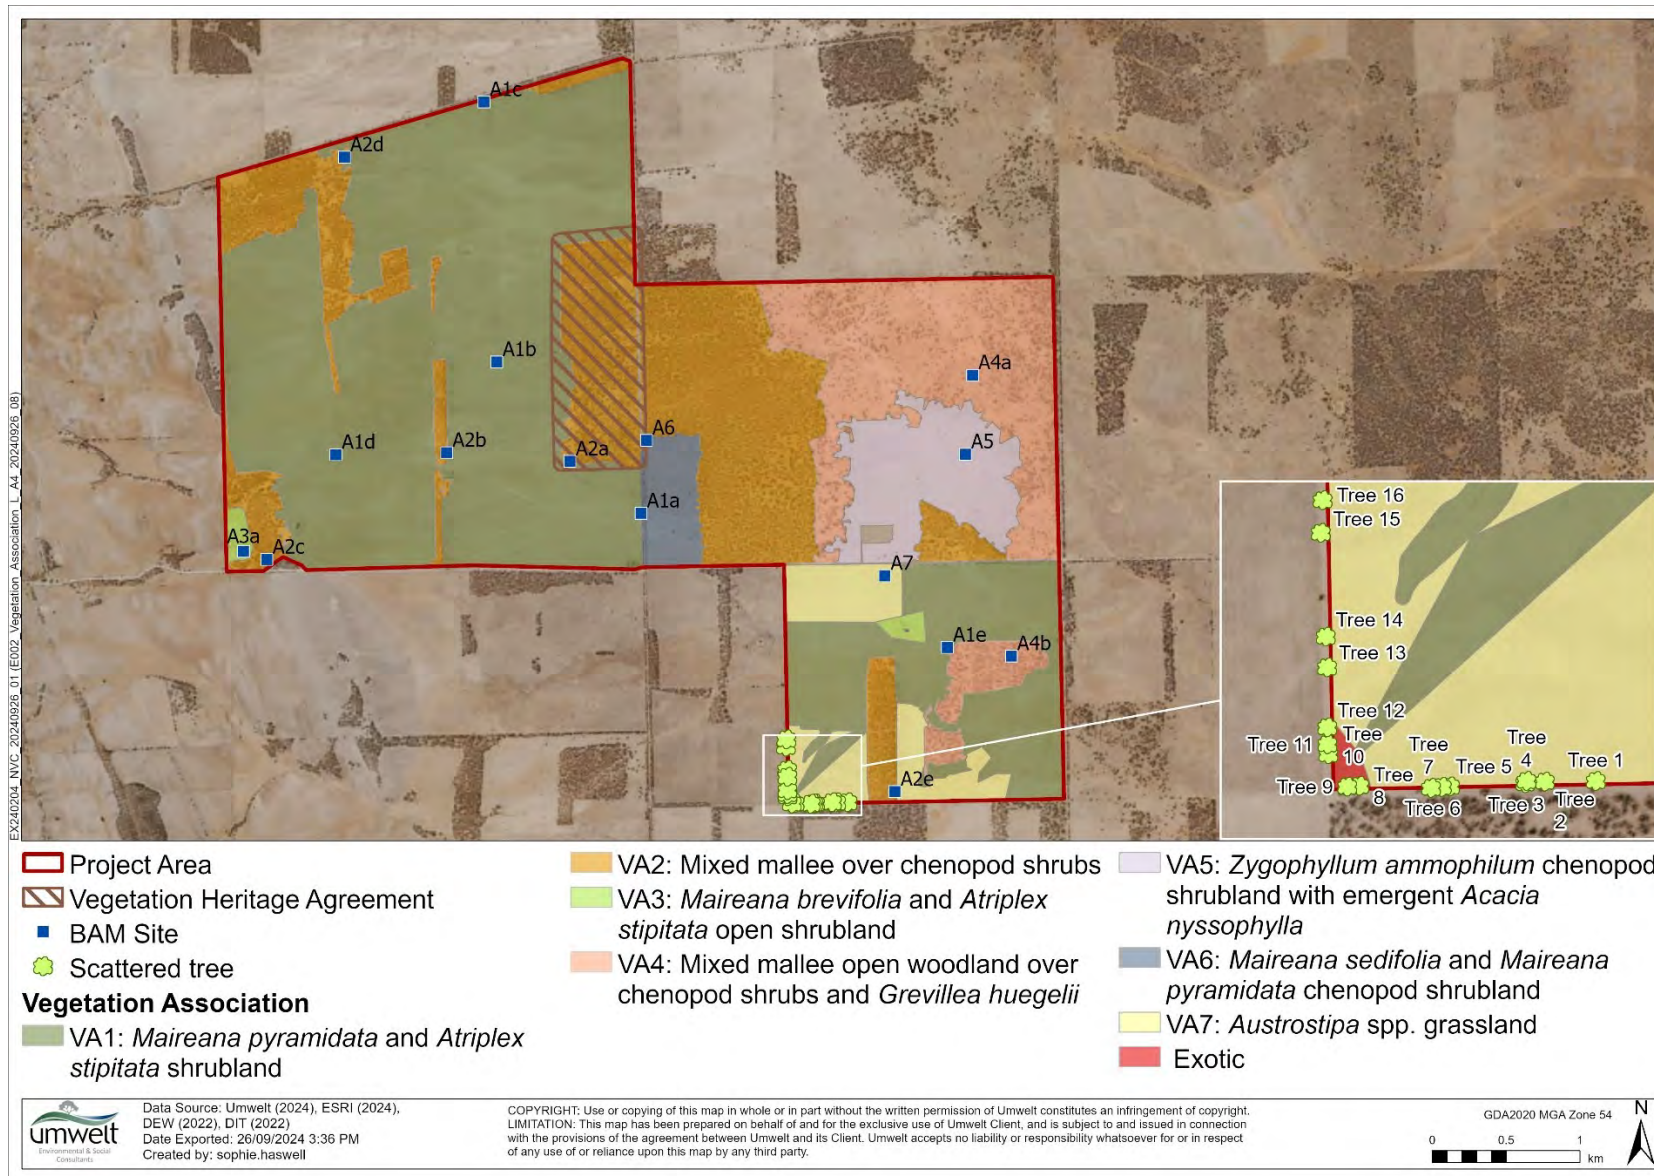 A1c
A2d
A1b
A4a
A6
A5
A1d
A2b
A2a
A1a
A3a
A2c
A7
A1e
A4b
A2e
Tree 16
Tree 15
Tree 14
Tree 13
Tree 12
Tree 11
Tree
10
Tree
7
Tree
4
Tree 1
Tree 9
Tree
8
Tree 5
Tree 6
Tree 3
Tree
2
EX240204_NVC_20240926_01 (E002_Vegetation_Association_L_A4_20240926_08)
Project Area
Vegetation Heritage Agreement
BAM Site
Scattered tree
Vegetation Association
VA1: Maireana pyramidata and Atriplex
stipitata shrubland
VA2: Mixed mallee over chenopod shrubs
VA3: Maireana brevifolia and Atriplex
stipitata open shrubland
VA4: Mixed mallee open woodland over
chenopod shrubs and Grevillea huegelii
VA5: Zygophyllum ammophilum chenopod
shrubland with emergent Acacia
nyssophylla
VA6: Maireana sedifolia and Maireana
pyramidata chenopod shrubland
VA7: Austrostipa spp. grassland
Exotic
umwelt
Environmental & Social
Consultants
Data Source: Umwelt (2024), ESRI (2024),
DEW (2022), DIT (2022)
Date Exported: 26/09/2024 3:36 PM
Created by: sophie.haswell
COPYRIGHT: Use or copying of this map in whole or in part without the written permission of Umwelt constitutes an infringement of copyright.
LIMITATION: This map has been prepared on behalf of and for the exclusive use of Umwelt Client, and is subject to and issued in connection
with the provisions of the agreement between Umwelt and its Client. Umwelt accepts no liability or responsibility whatsoever for or in respect
of any use of or reliance upon this map by any third party.
GDA2020 MGA Zone 54
N
0 0.5 1
km